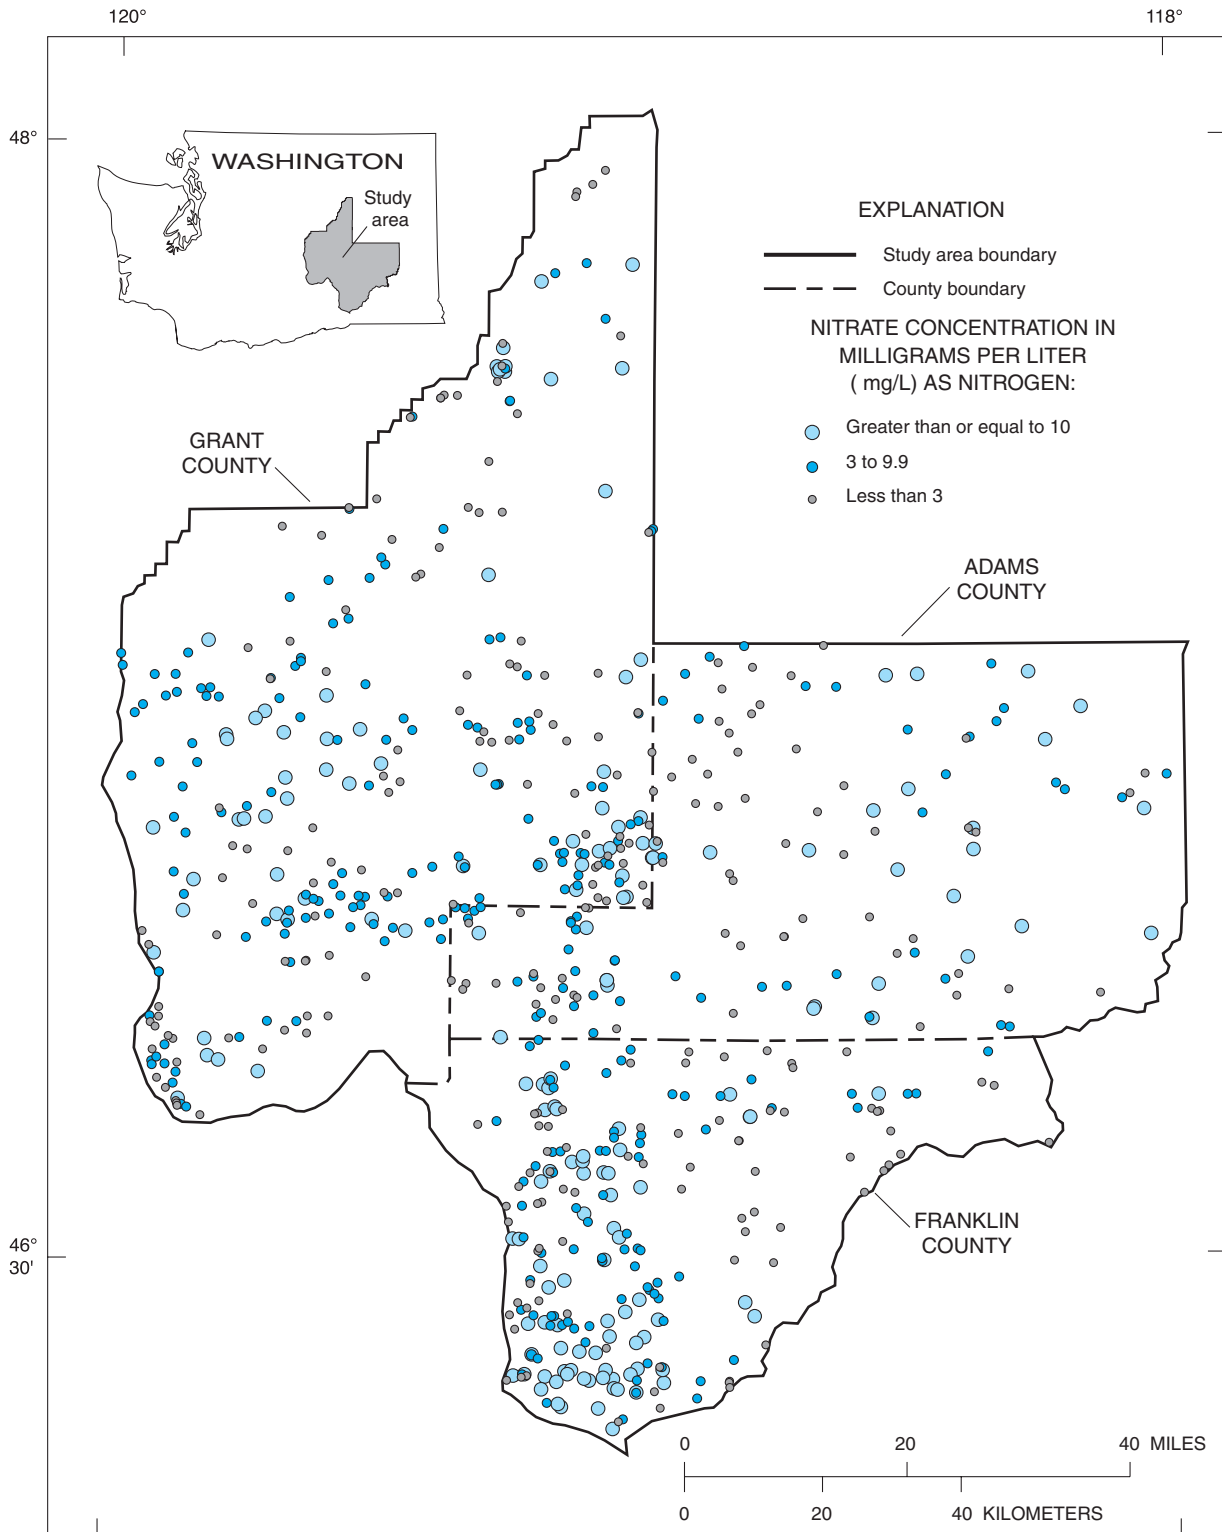 120°
118°
48°
WASHINGTON
Study
area
EXPLANATION
Study area boundary
County boundary
NITRATE CONCENTRATION IN
MILLIGRAMS PER LITER
( mg/L) AS NITROGEN:
Greater than or equal to 10
3 to 9.9
Less than 3
GRANT
COUNTY
ADAMS
COUNTY
FRANKLIN
COUNTY
46°
30'
0 20 40 MILES
0 20 40 KILOMETERS